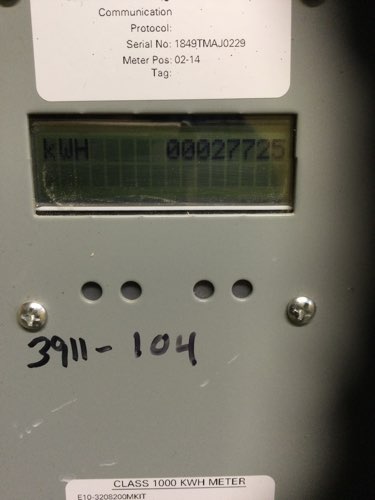 Communication
Protocol:
Serial No: 1849TMAJ0229
Meter Pos: 02-14
Tag:
kWH 00027725
3911-104
CLASS 1000 KWH METER
E10-3208200MKIT